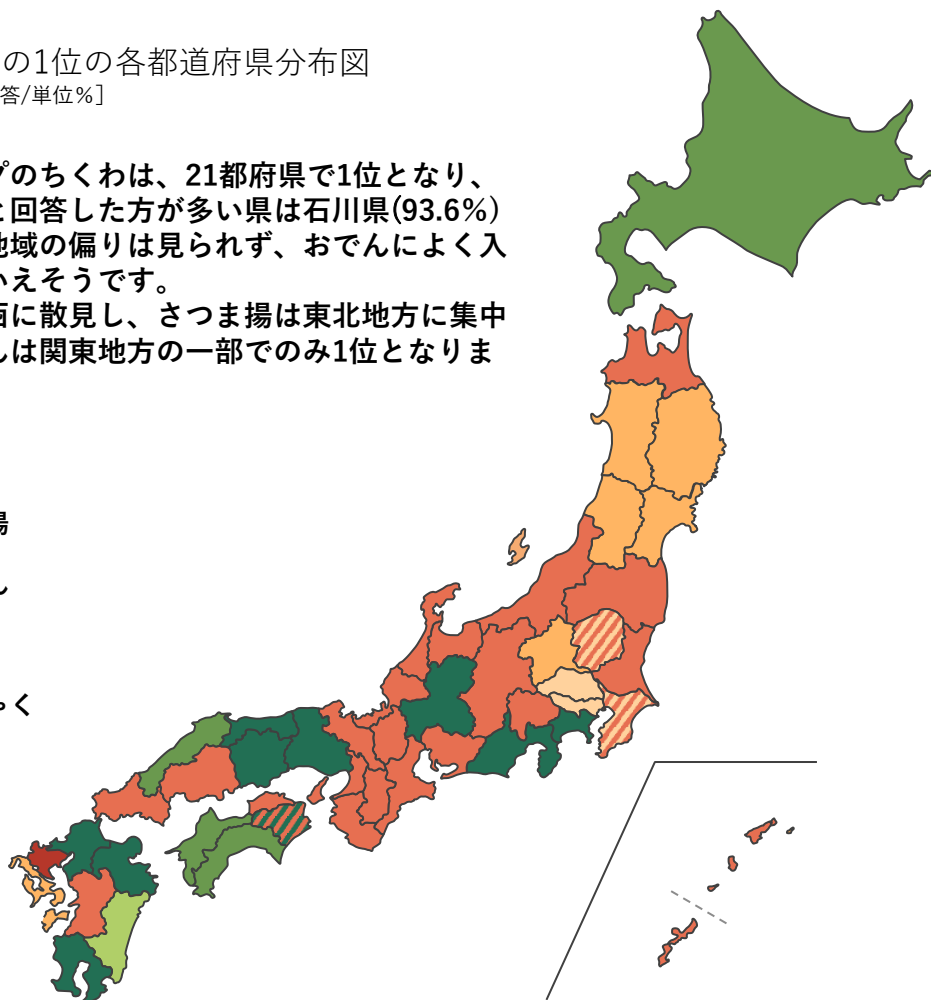 の1位の各都道府県分布図
答/単位%]
プのちくわは、21都府県で1位となり、
と回答した方が多い県は石川県(93.6%)
地域の偏りは見られず、おでんによく入
いえそうです。
西に散見し、さつま揚は東北地方に集中
んは関東地方の一部でのみ1位となりま
揚
ん
ゃく